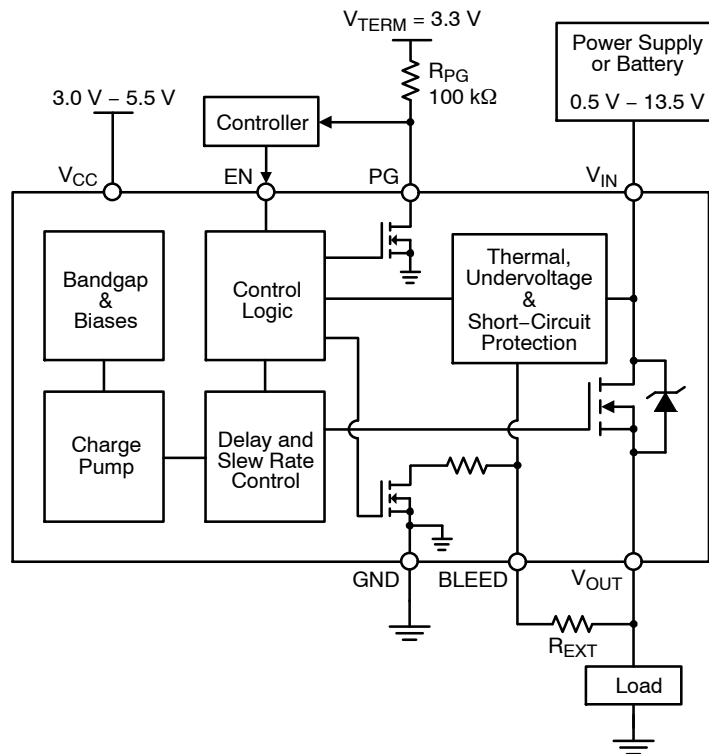 V_TERM = 3.3 V
Power Supply
or Battery
0.5 V – 13.5 V
R_PG
100 kΩ
3.0 V – 5.5 V
Controller
V_CC
EN
PG
V_IN
Bandgap
&
Biases
Control
Logic
Thermal,
Undervoltage
&
Short–Circuit
Protection
Charge
Pump
Delay and
Slew Rate
Control
GND
BLEED
V_OUT
R_EXT
Load